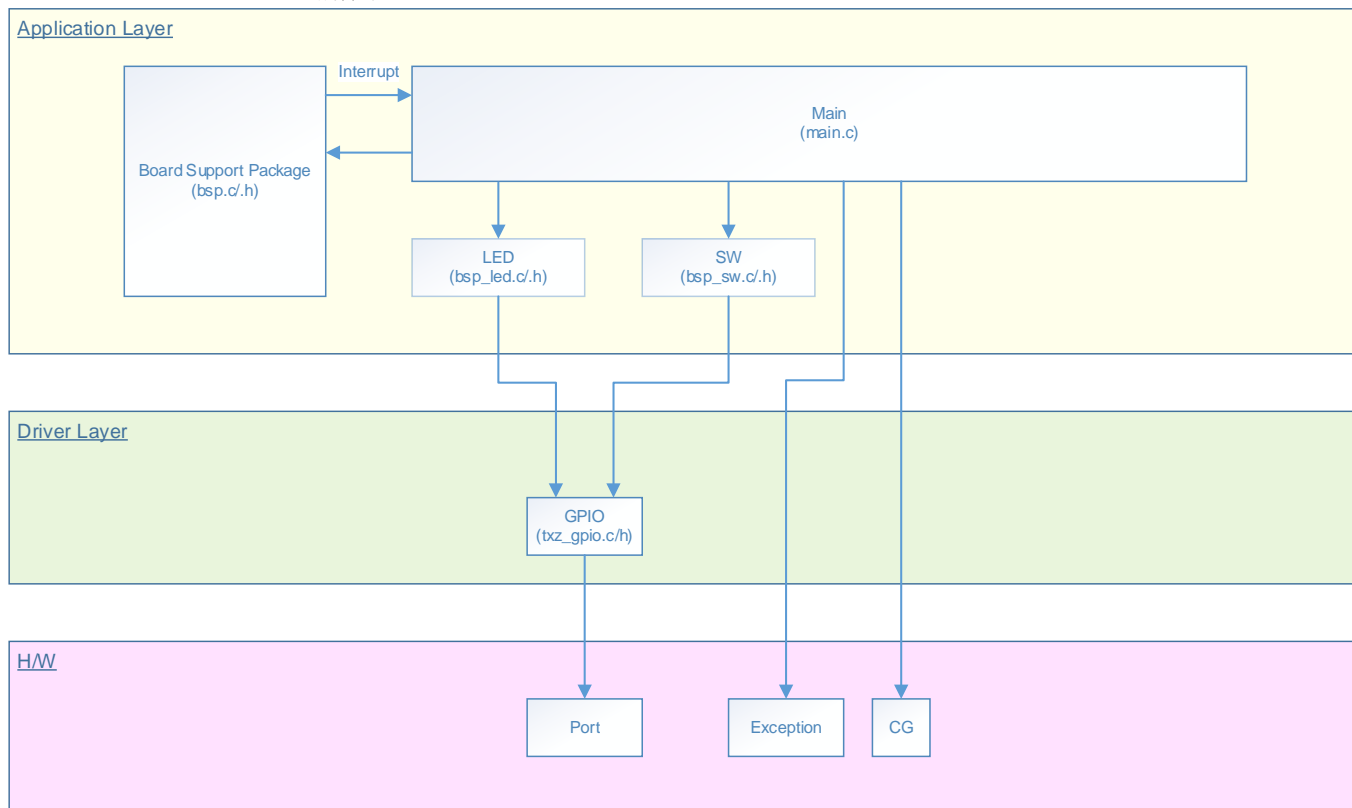 Application Layer
Interrupt
Main
(main.c)
Board Support Package
(bsp.c/.h)
LED
(bsp_led.c/.h)
SW
(bsp_sw.c/.h)
Driver Layer
GPIO
(txz_gpio.c/h)
H/W
Port
Exception
CG